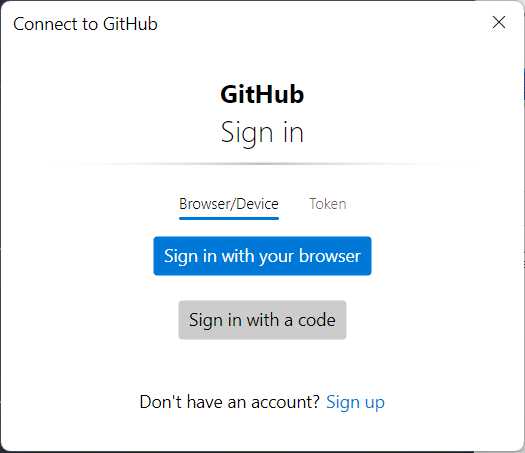 Connect to GitHub
GitHub
Sign in
Browser/Device Token
Sign in with your browser
Sign in with a code
Don't have an account? Sign up